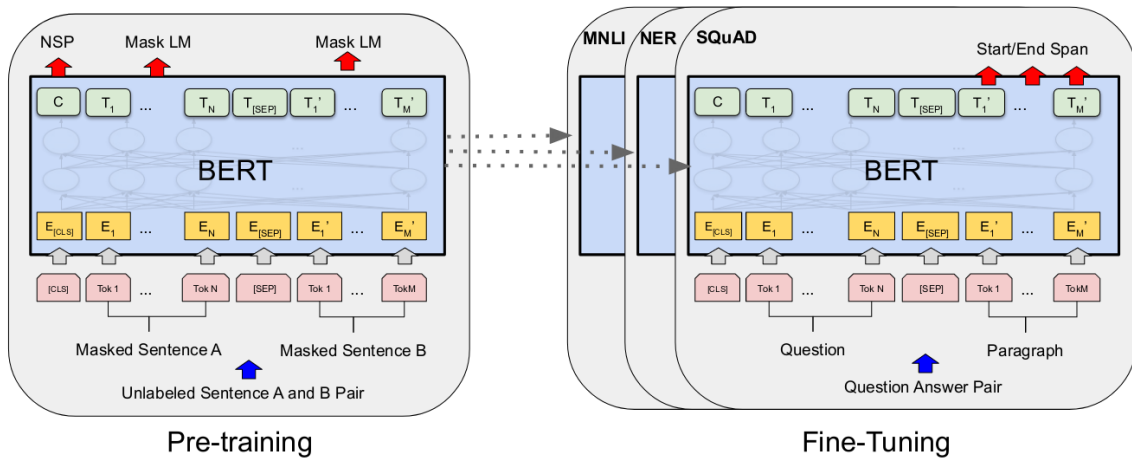 NSP Mask LM Mask LM
C T1 ... TN T[SEP] T1' ... TM'
BERT
E[CLS] E1 ... EN E[SEP] E1' ... EM'
[CLS] Tok 1 ... Tok N [SEP] Tok 1 ... TokM
Masked Sentence A Masked Sentence B
Unlabeled Sentence A and B Pair
Pre-training
MNLI NER SQuAD
Start/End Span
C T1 ... TN T[SEP] T1' ... TM'
BERT
E[CLS] E1 ... EN E[SEP] E1' ... EM'
[CLS] Tok 1 ... Tok N [SEP] Tok 1 ... TokM
Question Paragraph
Question Answer Pair
Fine-Tuning